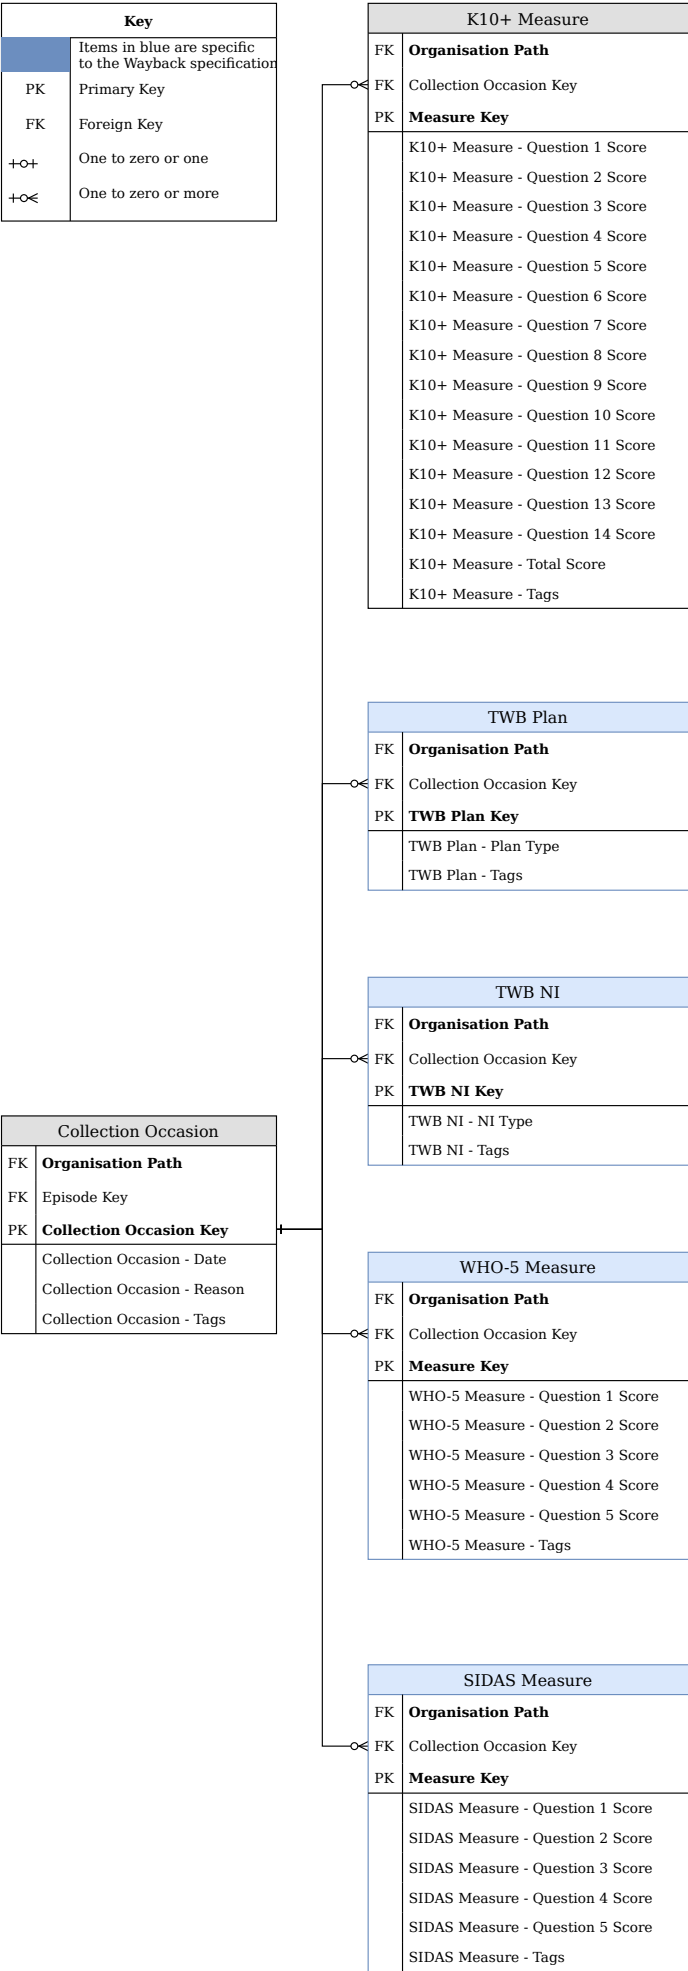 Key
Items in blue are specific
to the Wayback specification
PK Primary Key
FK Foreign Key
One to zero or one
One to zero or more
K10+ Measure
FK Organisation Path
FK Collection Occasion Key
PK Measure Key
K10+ Measure - Question 1 Score
K10+ Measure - Question 2 Score
K10+ Measure - Question 3 Score
K10+ Measure - Question 4 Score
K10+ Measure - Question 5 Score
K10+ Measure - Question 6 Score
K10+ Measure - Question 7 Score
K10+ Measure - Question 8 Score
K10+ Measure - Question 9 Score
K10+ Measure - Question 10 Score
K10+ Measure - Question 11 Score
K10+ Measure - Question 12 Score
K10+ Measure - Question 13 Score
K10+ Measure - Question 14 Score
K10+ Measure - Total Score
K10+ Measure - Tags
TWB Plan
FK Organisation Path
FK Collection Occasion Key
PK TWB Plan Key
TWB Plan - Plan Type
TWB Plan - Tags
TWB NI
FK Organisation Path
FK Collection Occasion Key
PK TWB NI Key
TWB NI - NI Type
TWB NI - Tags
Collection Occasion
FK Organisation Path
FK Episode Key
PK Collection Occasion Key
Collection Occasion - Date
Collection Occasion - Reason
Collection Occasion - Tags
WHO-5 Measure
FK Organisation Path
FK Collection Occasion Key
PK Measure Key
WHO-5 Measure - Question 1 Score
WHO-5 Measure - Question 2 Score
WHO-5 Measure - Question 3 Score
WHO-5 Measure - Question 4 Score
WHO-5 Measure - Question 5 Score
WHO-5 Measure - Tags
SIDAS Measure
FK Organisation Path
FK Collection Occasion Key
PK Measure Key
SIDAS Measure - Question 1 Score
SIDAS Measure - Question 2 Score
SIDAS Measure - Question 3 Score
SIDAS Measure - Question 4 Score
SIDAS Measure - Question 5 Score
SIDAS Measure - Tags